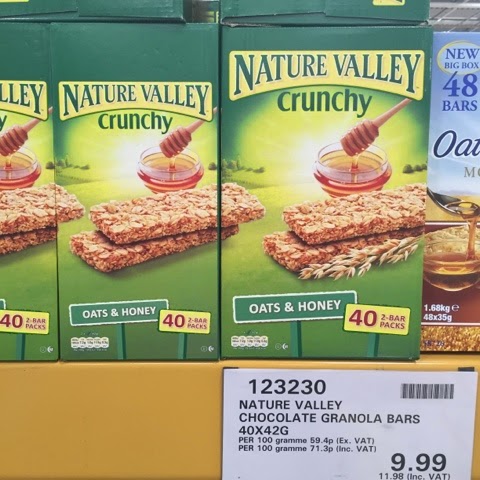 LLEY
y
40 2-BAR PACKS
NATURE VALLEY
crunchy
OATS & HONEY
40 2-BAR PACKS
NATURE VALLEY
crunchy
OATS & HONEY
40 2-BAR PACKS
NEW
BIG BOX
48
BARS
Oat
1.68kg e
48x35g
123230
NATURE VALLEY
CHOCOLATE GRANOLA BARS
40X42G
PER 100 gramme 59.4p (Ex. VAT)
PER 100 gramme 71.3p (Inc. VAT)
9.99
11.98 (Inc. VAT)